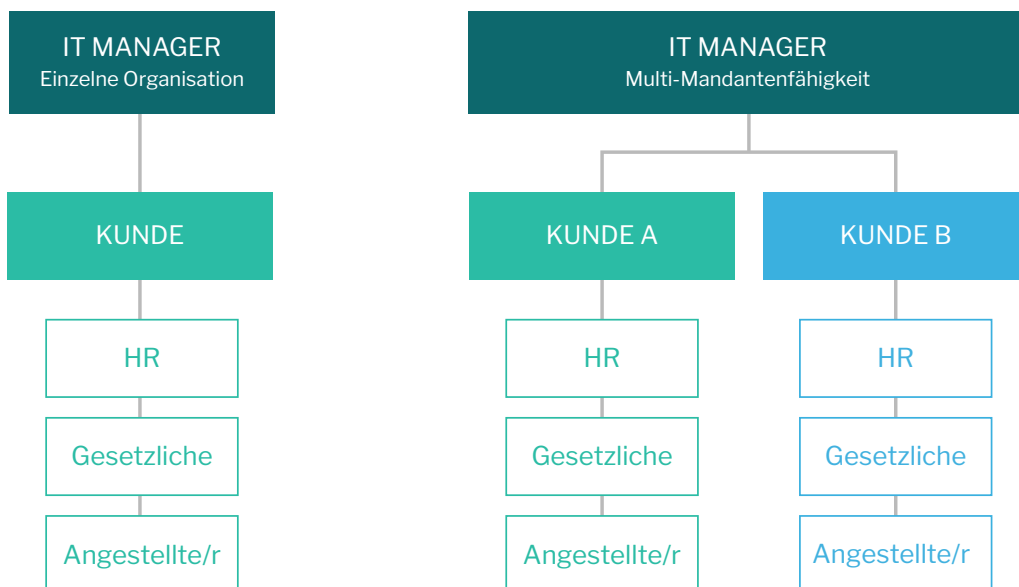 IT MANAGER
Einzelne Organisation
KUNDE
HR
Gesetzliche
Angestellte/r
IT MANAGER
Multi-Mandantenfähigkeit
KUNDE A
HR
Gesetzliche
Angestellte/r
KUNDE B
HR
Gesetzliche
Angestellte/r